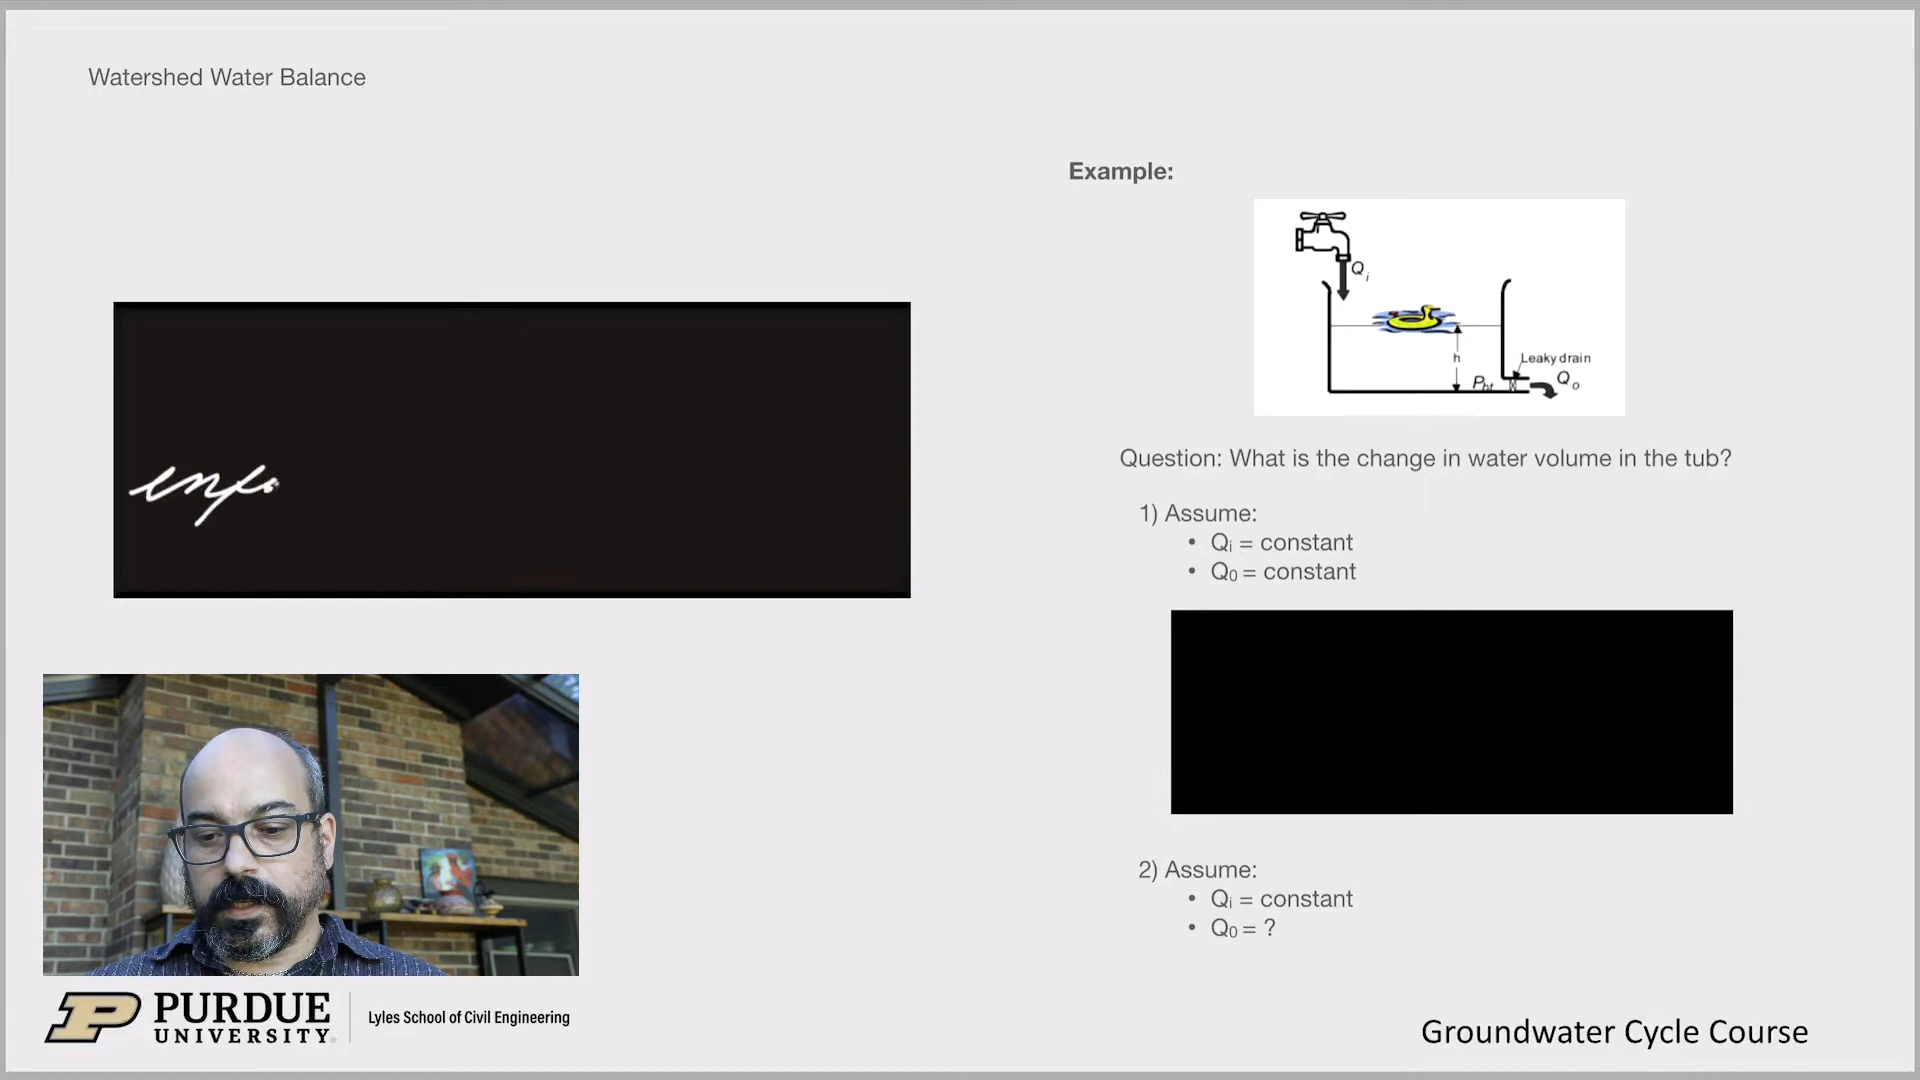 Watershed Water Balance
Example:
Qi
h
Leaky drain
Pbt
Qo
Question: What is the change in water volume in the tub?
1) Assume:
• Qi = constant
• Q0 = constant
2) Assume:
• Qi = constant
• Q0 = ?
PURDUE
UNIVERSITY
Lyles School of Civil Engineering
Groundwater Cycle Course